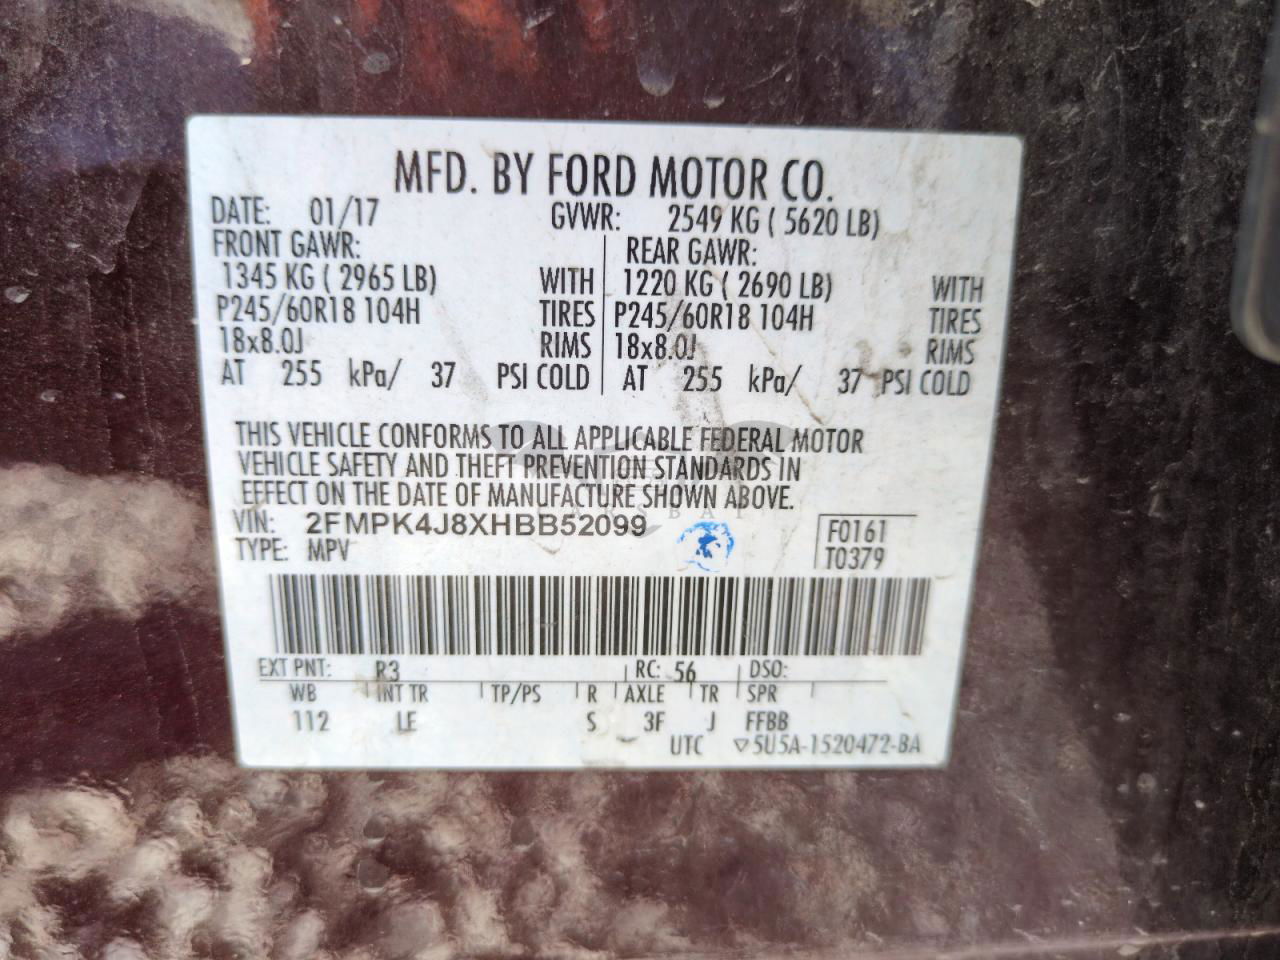 MFD. BY FORD MOTOR CO.
DATE: 01/17 GVWR: 2549 KG ( 5620 LB)
FRONT GAWR: REAR GAWR:
1345 KG ( 2965 LB) WITH 1220 KG ( 2690 LB) WITH
P245/60R18 104H TIRES P245/60R18 104H TIRES
18x8.0J RIMS 18x8.0J RIMS
AT 255 kPa/ 37 PSI COLD AT 255 kPa/ 37 PSI COLD
THIS VEHICLE CONFORMS TO ALL APPLICABLE FEDERAL MOTOR
VEHICLE SAFETY AND THEFT PREVENTION STANDARDS IN
EFFECT ON THE DATE OF MANUFACTURE SHOWN ABOVE.
CARSBAT
VIN: 2FMPK4J8XHBB52099 F0161
TYPE: MPV T0379
EXT PNT: R3 RC: 56 DSO:
WB INT TR TP/PS R AXLE TR SPR
112 LE S 3F J FFBB
UTC ▽5U5A-1520472-BA